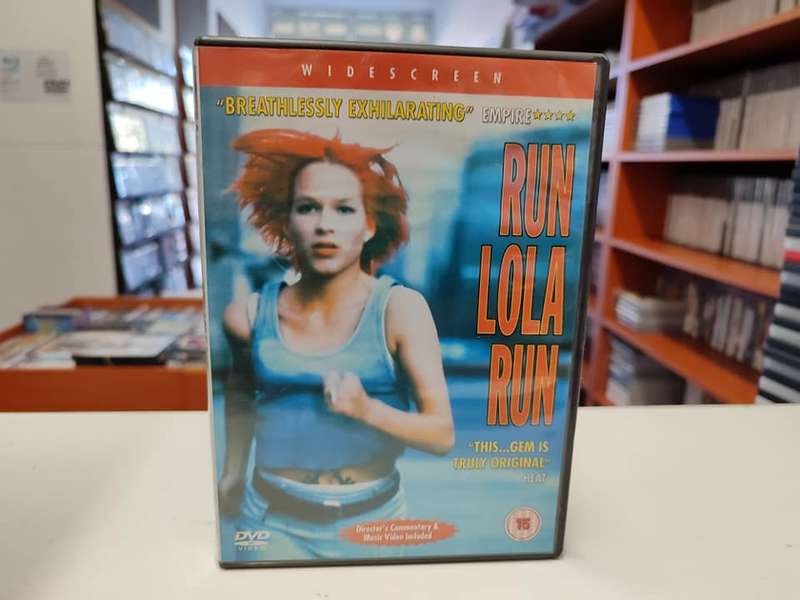 WIDESCREEN
"BREATHLESSLY EXHILARATING" EMPIRE★★★★
RUN
LOLA
RUN
"THIS...GEM IS
TRULY ORIGINAL"
HEAT
Director's Commentary &
Music Video Included
DVD
VIDEO
15